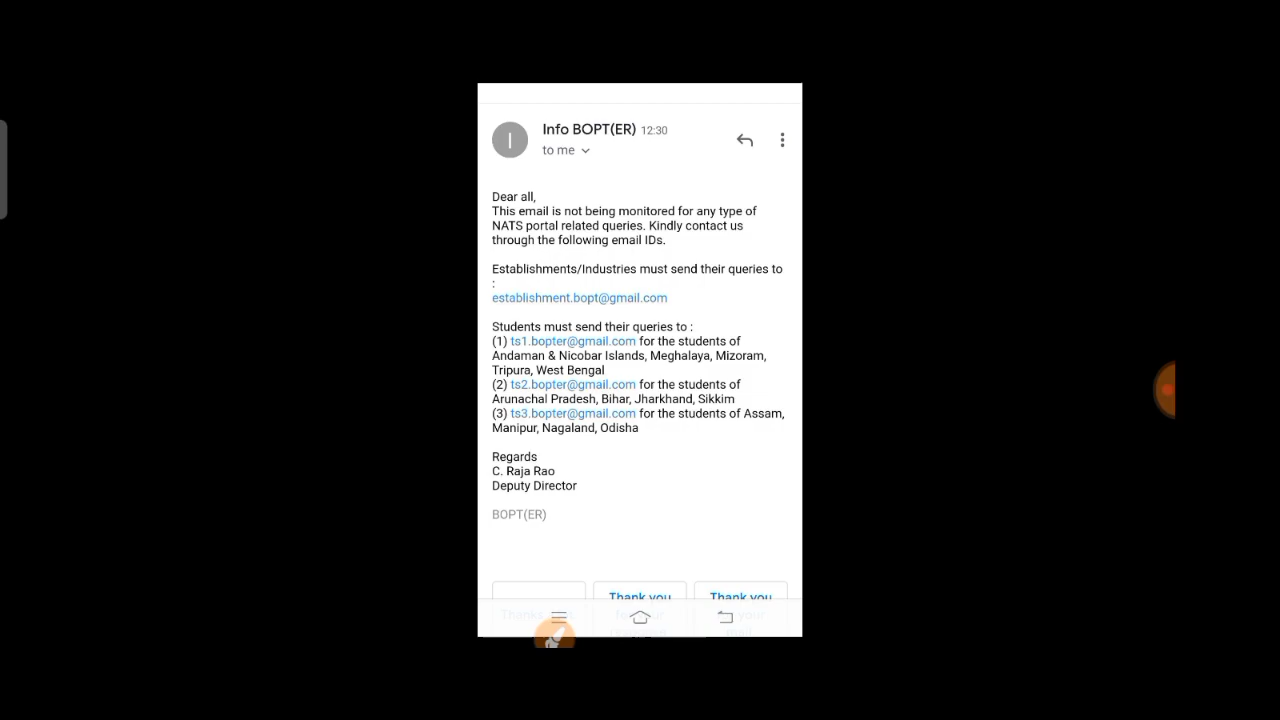 I
Info BOPT(ER) 12:30
to me
Dear all,
This email is not being monitored for any type of
NATS portal related queries. Kindly contact us
through the following email IDs.
Establishments/Industries must send their queries to
:
establishment.bopt@gmail.com
Students must send their queries to :
(1) ts1.bopter@gmail.com for the students of
Andaman & Nicobar Islands, Meghalaya, Mizoram,
Tripura, West Bengal
(2) ts2.bopter@gmail.com for the students of
Arunachal Pradesh, Bihar, Jharkhand, Sikkim
(3) ts3.bopter@gmail.com for the students of Assam,
Manipur, Nagaland, Odisha
Regards
C. Raja Rao
Deputy Director
BOPT(ER)
Thank you Thank you